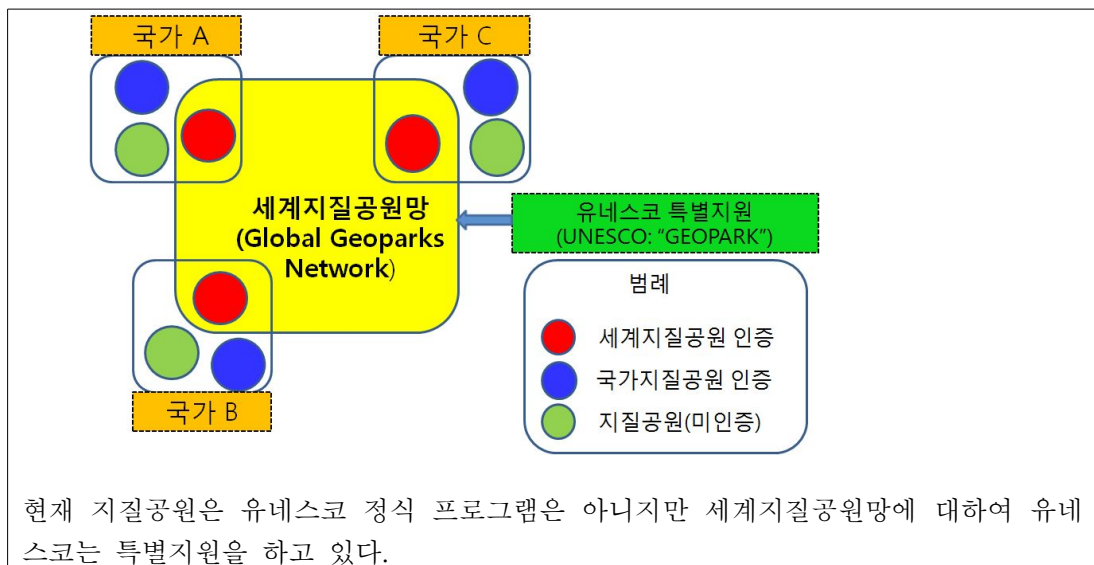 국가 A
국가 C
세계지질공원망
(Global Geoparks
Network)
유네스코 특별지원
(UNESCO: “GEOPARK”)
범례
세계지질공원 인증
국가지질공원 인증
지질공원(미인증)
국가 B
현재 지질공원은 유네스코 정식 프로그램은 아니지만 세계지질공원망에 대하여 유네
스코는 특별지원을 하고 있다.